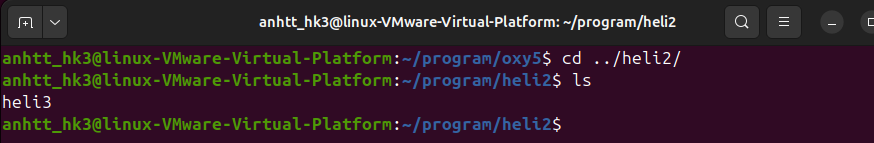 anhtt_hk3@linux-VMware-Virtual-Platform: ~/program/heli2
anhtt_hk3@linux-VMware-Virtual-Platform:~/program/oxy5$ cd ../heli2/
anhtt_hk3@linux-VMware-Virtual-Platform:~/program/heli2$ ls
heli3
anhtt_hk3@linux-VMware-Virtual-Platform:~/program/heli2$